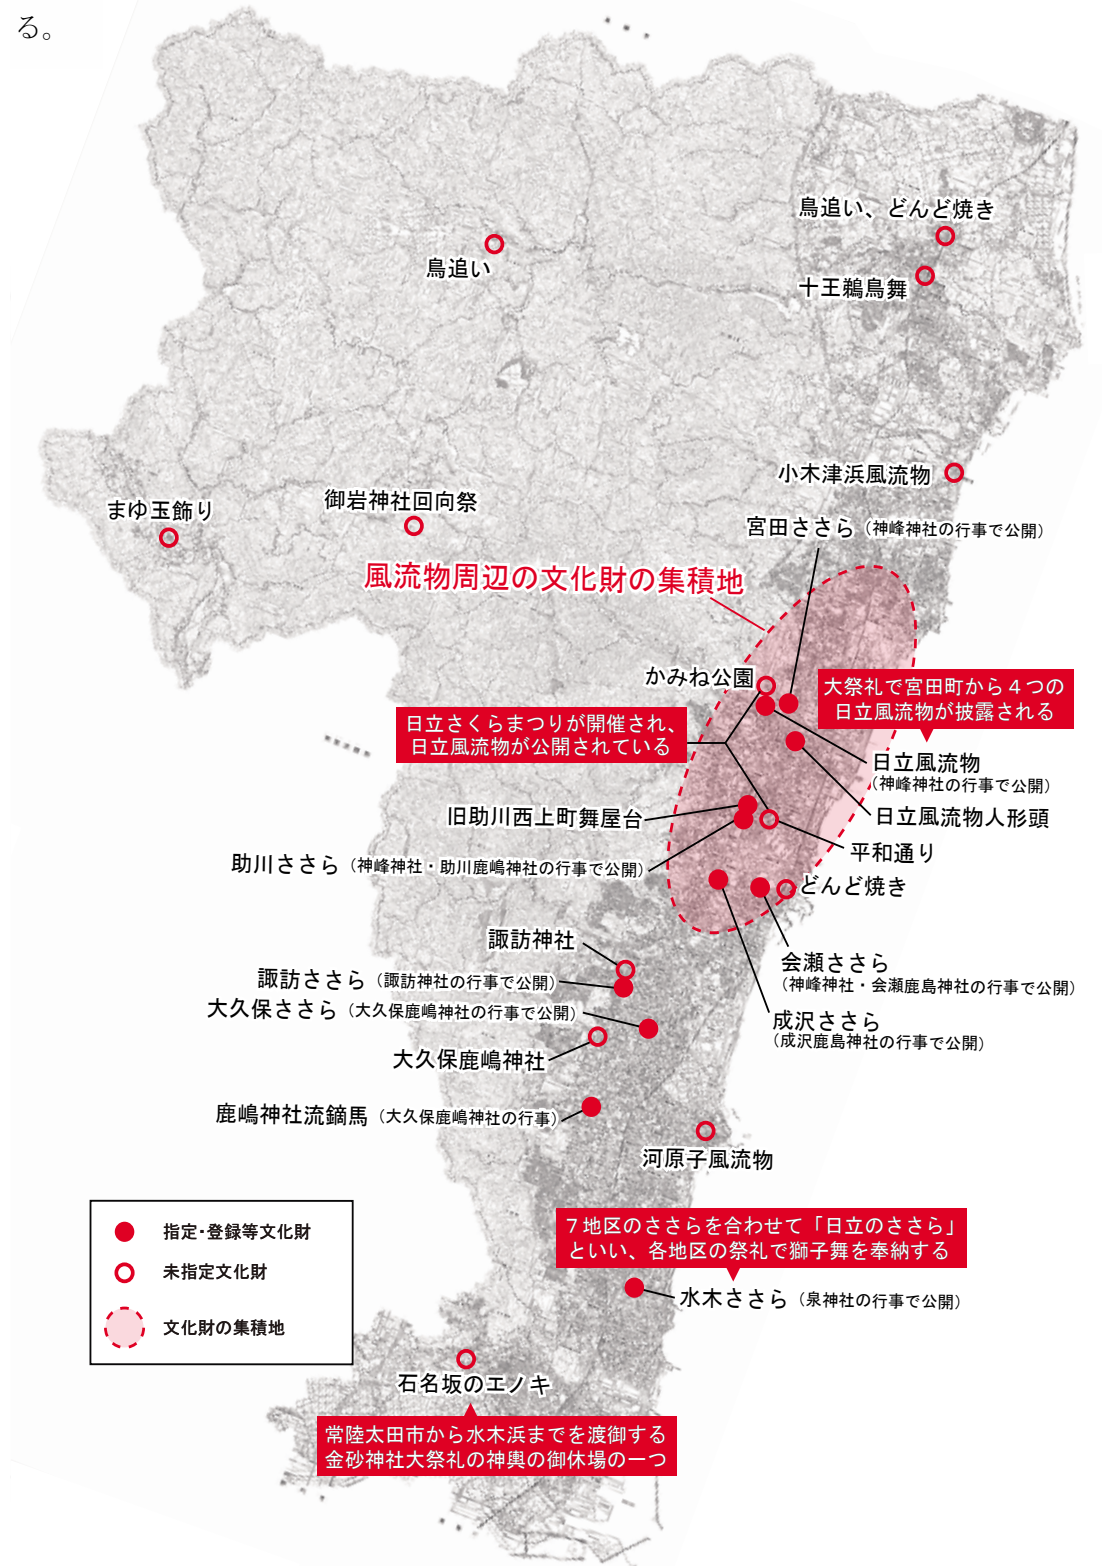 る。
鳥追い、どんど焼き
鳥追い
十王鵜鳥舞
小木津浜風流物
御岩神社回向祭
まゆ玉飾り
宮田ささら（神峰神社の行事で公開）
風流物周辺の文化財の集積地
かみね公園
大祭礼で宮田町から４つの
日立風流物が披露される
日立さくらまつりが開催され、
日立風流物が公開されている
日立風流物
（神峰神社の行事で公開）
旧助川西上町舞屋台
日立風流物人形頭
平和通り
助川ささら（神峰神社・助川鹿嶋神社の行事で公開）
どんど焼き
諏訪神社
会瀬ささら
（神峰神社・会瀬鹿島神社の行事で公開）
諏訪ささら（諏訪神社の行事で公開）
大久保ささら（大久保鹿嶋神社の行事で公開）
成沢ささら
（成沢鹿島神社の行事で公開）
大久保鹿嶋神社
鹿嶋神社流鏑馬（大久保鹿嶋神社の行事）
河原子風流物
指定・登録等文化財
未指定文化財
文化財の集積地
７地区のささらを合わせて「日立のささら」
といい、各地区の祭礼で獅子舞を奉納する
水木ささら（泉神社の行事で公開）
石名坂のエノキ
常陸太田市から水木浜までを渡御する
金砂神社大祭礼の神輿の御休場の一つ